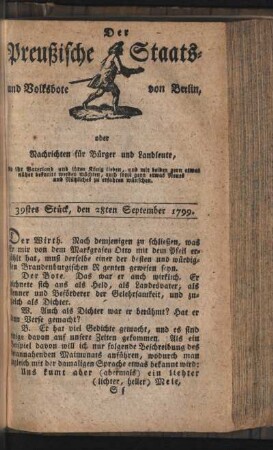 Der
Preußische Staats-
und Volksbote von Berlin,
oder
Nachrichten für Bürger und Landleute,
ihr Vaterland und ihren König lieben, und mit beiden gern etwas
näher bekannt werden möchten, auch sonst gern etwas Neues
und Nützliches zu erfahren wünschen.
39stes Stück, den 28sten September 1799.
Der Wirth. Nach demjenigen zu schließen, was
er mir von dem Markgrafen Otto mit dem Pfeil er-
zählt hat, muß derselbe einer der besten und würdig-
sten Brandenburgischen Regenten gewesen seyn.
Der Bote. Das war er auch wirklich. Er
zeichnete sich aus als Held, als Landesvater, als
Kenner und Beförderer der Gelehrsamkeit, und zu-
gleich als Dichter.
W. Auch als Dichter war er berühmt? Hat er
denn Verse gemacht?
B. Er hat viel Gedichte gemacht, und es sind
einige davon auf unsere Zeiten gekommen. Als ein
Beispiel davon will ich nur folgende Beschreibung des
herannahenden Maimonats anführen, wodurch man
zugleich mit der damaligen Sprache etwas bekannt wird:
Uns kumt aher (abermals) ein liehter
(lichter, heller) Meie,
S s